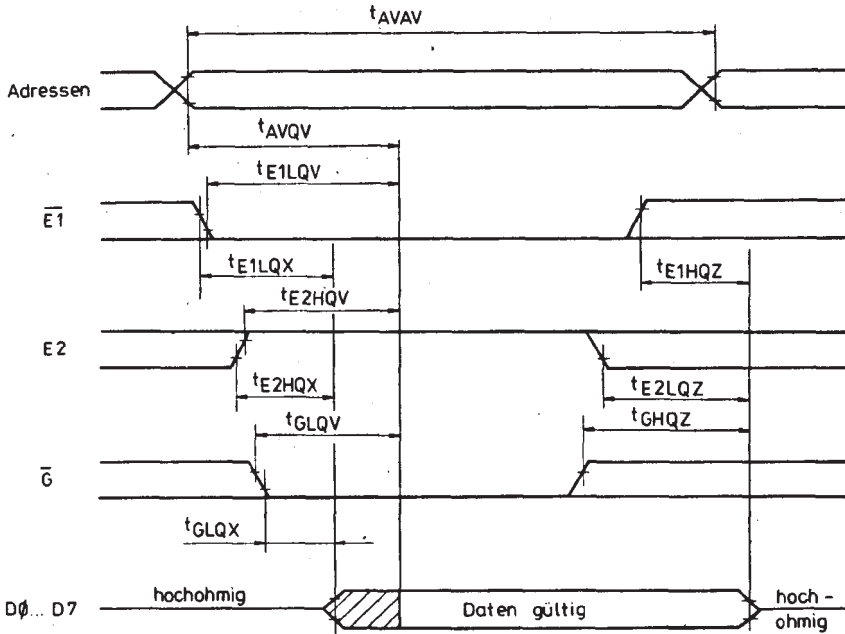 tAVAV
Adressen
tAVQV
tE1LQV
E1
tE1LQX
tE1HQZ
tE2HQV
E2
tE2HQX
tE2LQZ
tGLQV
tGHQZ
G
tGLQX
DØ... D7
hochohmig
Daten gültig
hoch-
ohmig